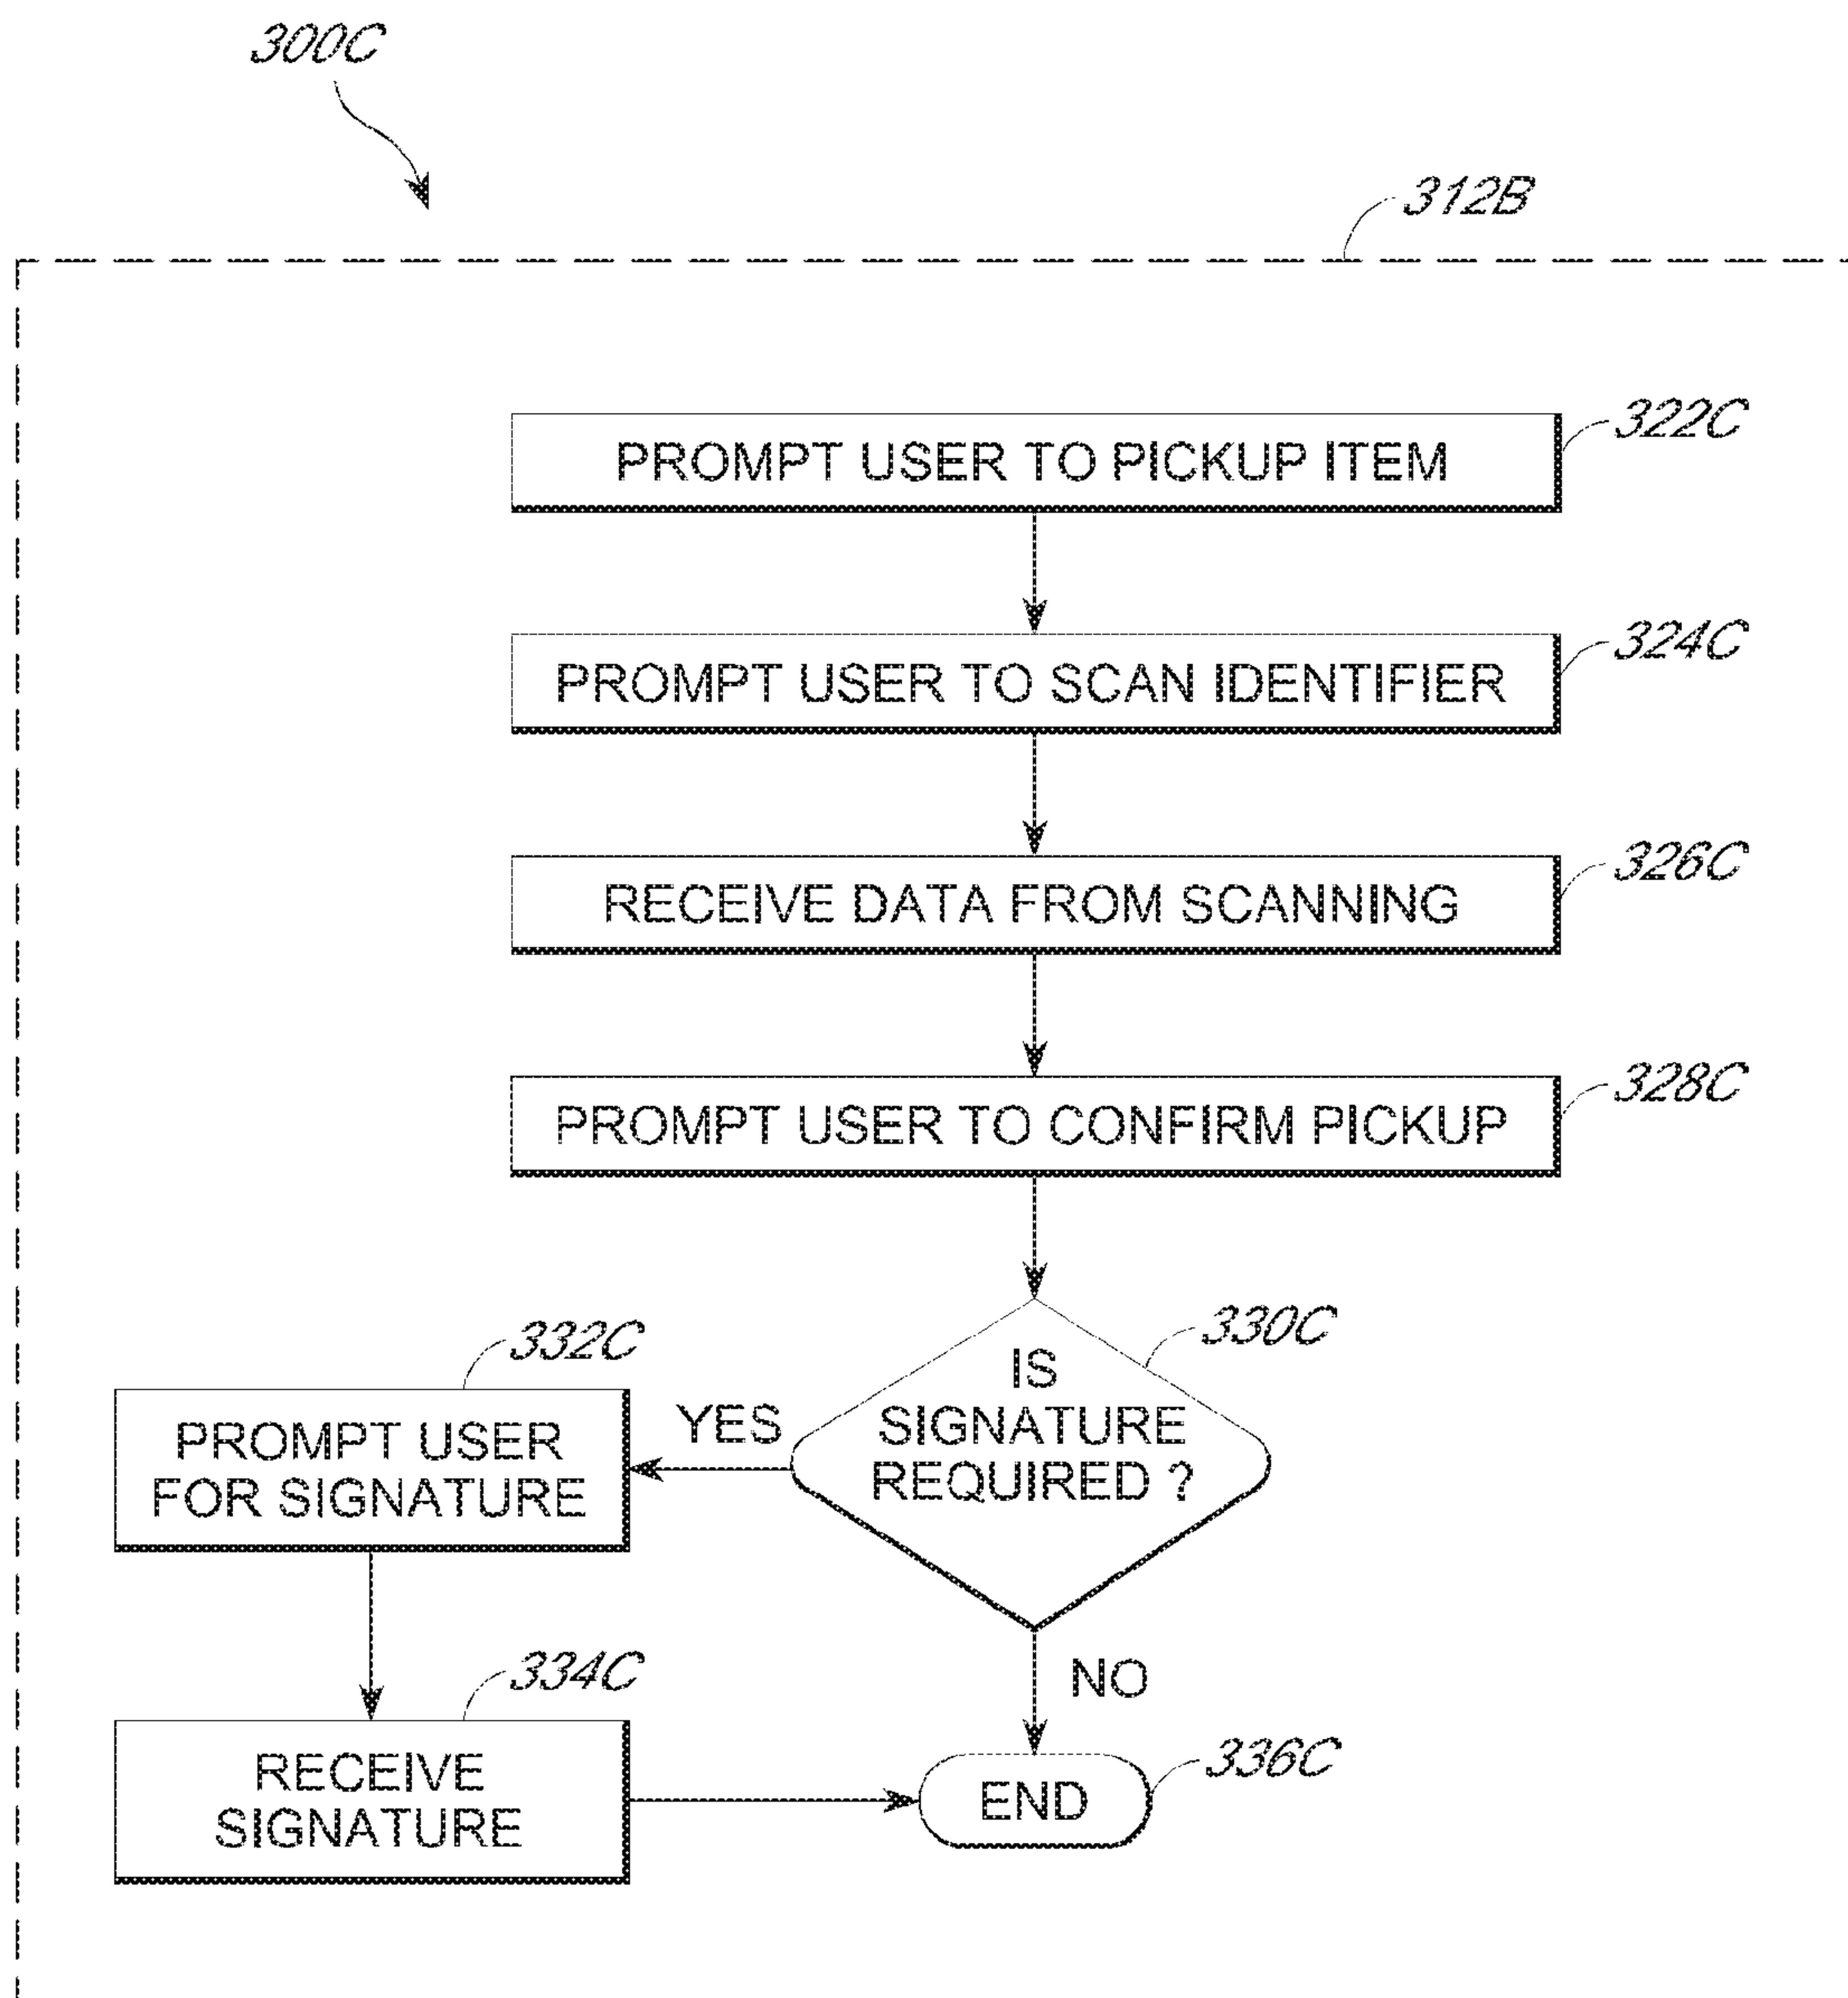 300C
312B
PROMPT USER TO PICKUP ITEM
322C
PROMPT USER TO SCAN IDENTIFIER
324C
RECEIVE DATA FROM SCANNING
326C
PROMPT USER TO CONFIRM PICKUP
328C
IS
SIGNATURE
REQUIRED ?
330C
YES
332C
PROMPT USER
FOR SIGNATURE
334C
RECEIVE
SIGNATURE
NO
END
336C